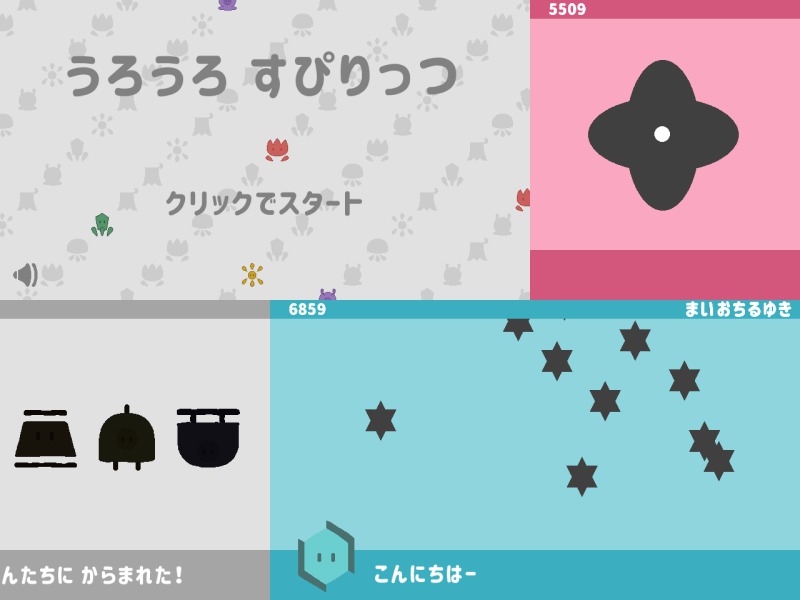 うろうろ すぴりっつ
クリックでスタート
5509
んたちに からまれた!
6859
まいおちるゆき
こんにちはー